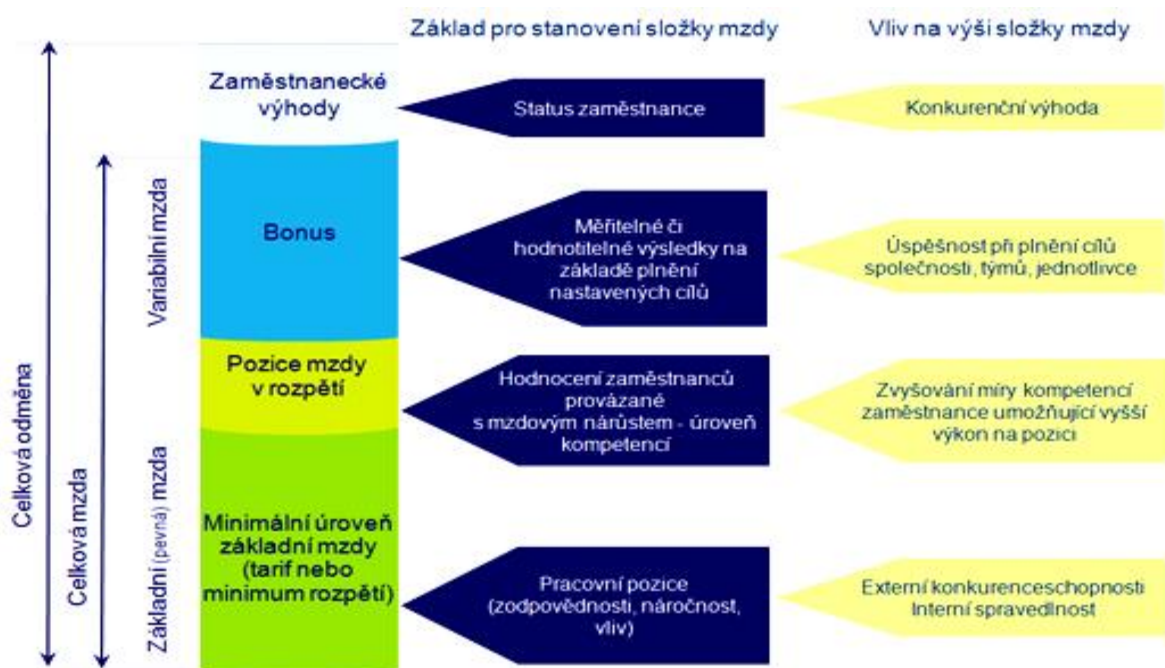 Základ pro stanovení složky mzdy
Vliv na výši složky mzdy
Zaměstnanecké
výhody
Status zaměstnance
Konkurenční výhoda
Bonus
Měřitelné či
hodnotitelné výsledky na
základě plnění
nastavených cílů
Úspěšnost při plnění cílů
společnosti, týmů, jednotlivce
Pozice mzdy
v rozpětí
Hodnocení zaměstnanců
provázané
s mzdovým nárůstem - úroveň
kompetencí
Zvyšování míry kompetencí
zaměstnance umožňující vyšší
výkon na pozici
Minimální úroveň
základní mzdy
(tarif nebo
minimum rozpětí)
Pracovní pozice
(zodpovědnosti, náročnost,
vliv)
Externí konkurenceschopnosti
Interní spravedlnost
Celková odměna
Celková mzda
Variabilní mzda
Základní (pevná) mzda